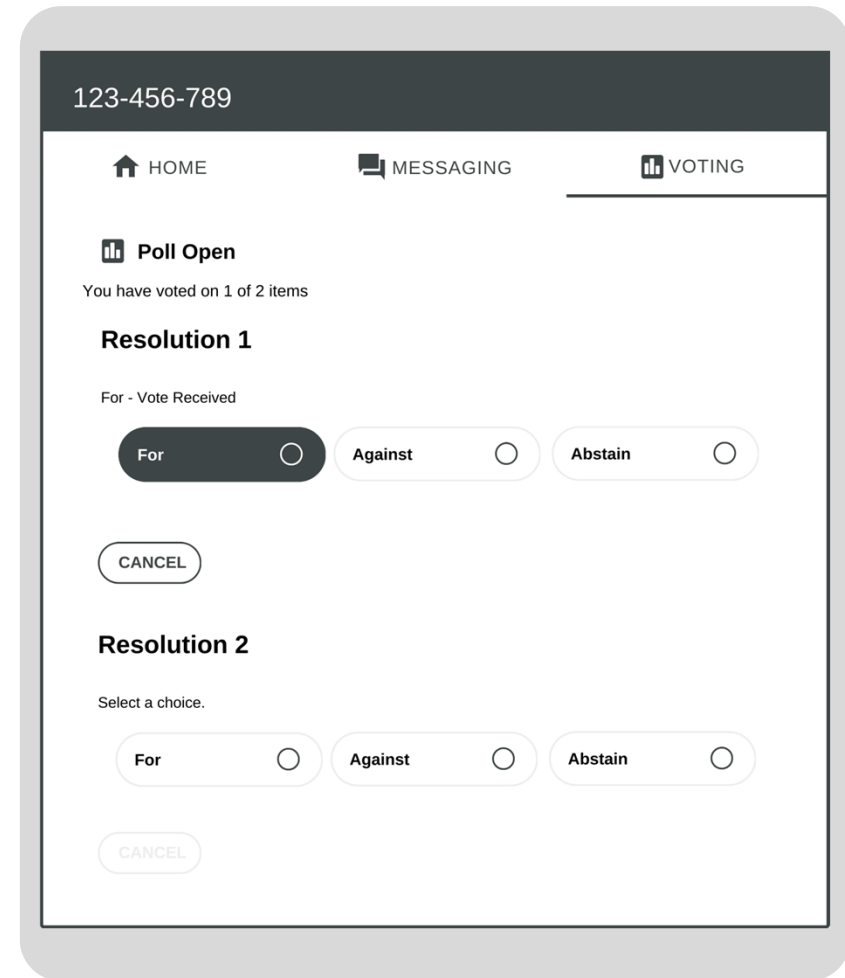 123-456-789
HOME MESSAGING VOTING
Poll Open
You have voted on 1 of 2 items
Resolution 1
For - Vote Received
For Against Abstain
CANCEL
Resolution 2
Select a choice.
For Against Abstain
CANCEL